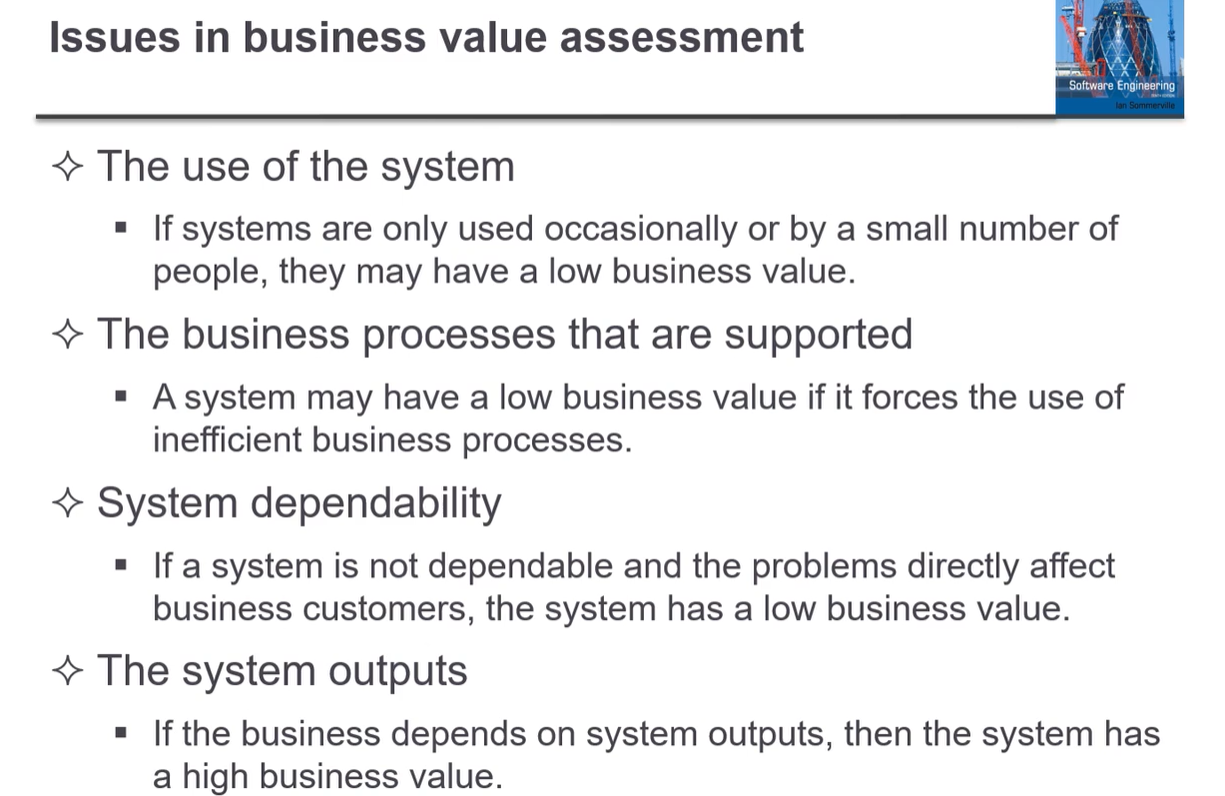 Issues in business value assessment
Software Engineering
Ian Sommerville
✧ The use of the system
▪ If systems are only used occasionally or by a small number of
people, they may have a low business value.
✧ The business processes that are supported
▪ A system may have a low business value if it forces the use of
inefficient business processes.
✧ System dependability
▪ If a system is not dependable and the problems directly affect
business customers, the system has a low business value.
✧ The system outputs
▪ If the business depends on system outputs, then the system has
a high business value.